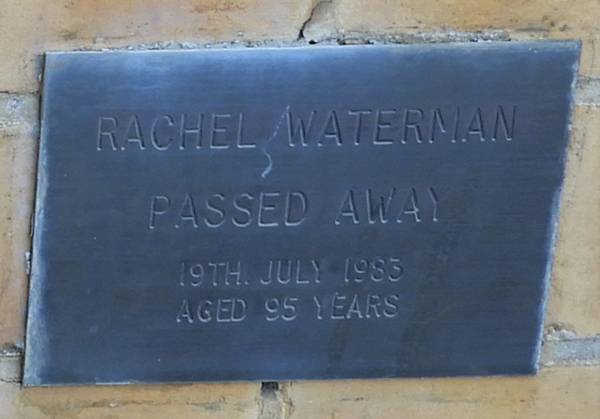 RACHEL WATERMAN
PASSED AWAY
19TH. JULY 1983
AGED 95 YEARS